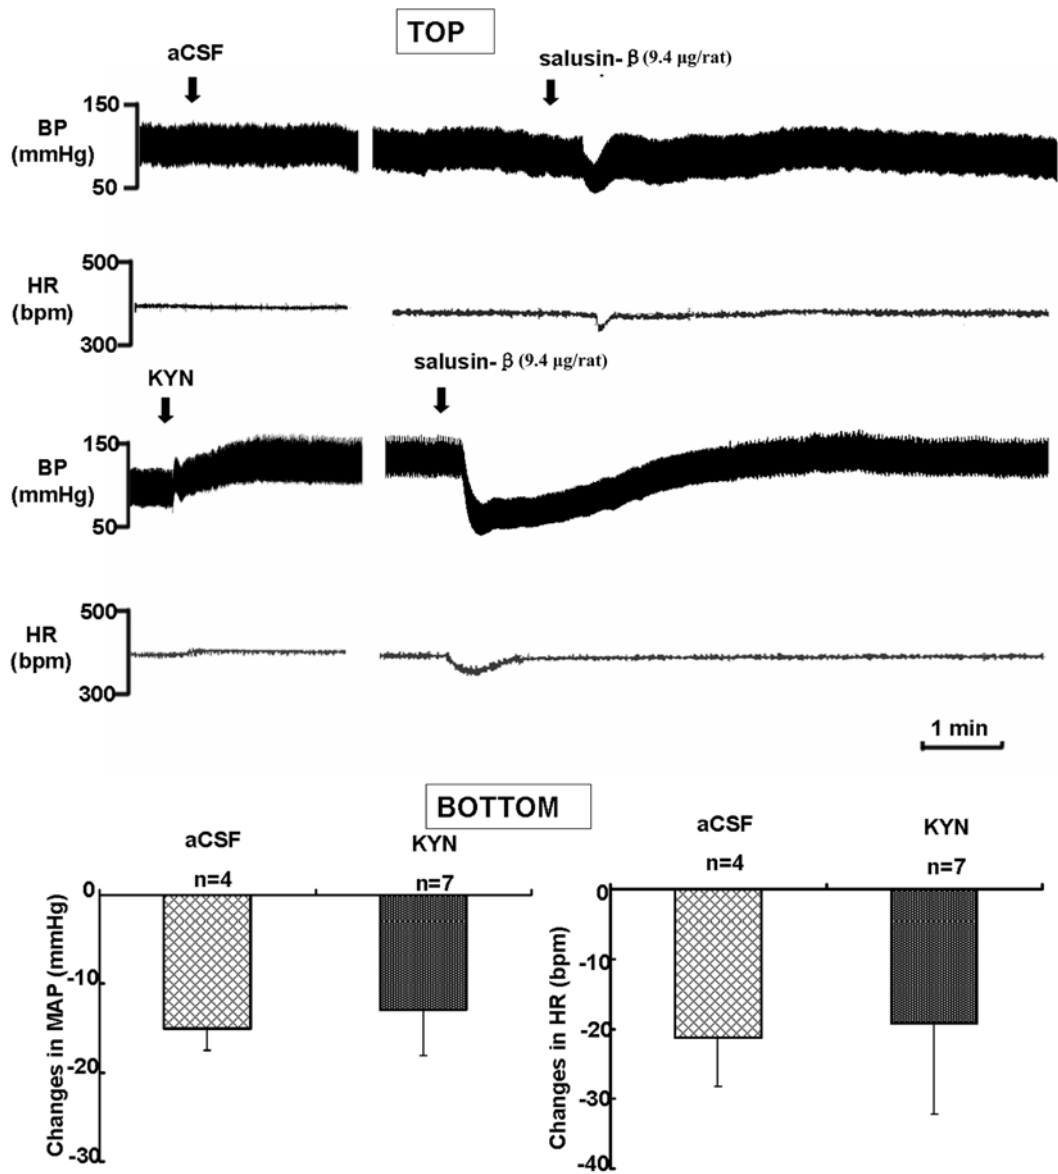 TOP
aCSF
salusin- β (9.4 μg/rat)
150
BP
(mmHg)
50
500
HR
(bpm)
300
salusin- β (9.4 μg/rat)
KYN
150
BP
(mmHg)
50
500
HR
(bpm)
300
1 min
BOTTOM
aCSF
KYN
n=4
n=7
0
-10
-20
-30
Changes in MAP (mmHg)
aCSF
KYN
n=4
n=7
0
-10
-20
-30
-40
Changes in HR (bpm)